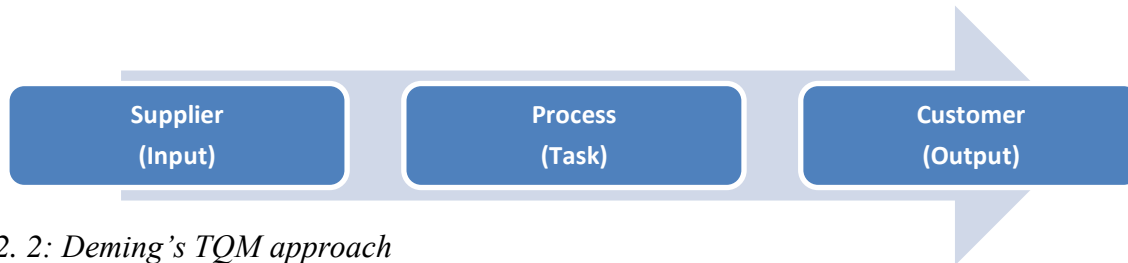 Supplier
(Input)
Process
(Task)
Customer
(Output)
2. 2: Deming’s TQM approach